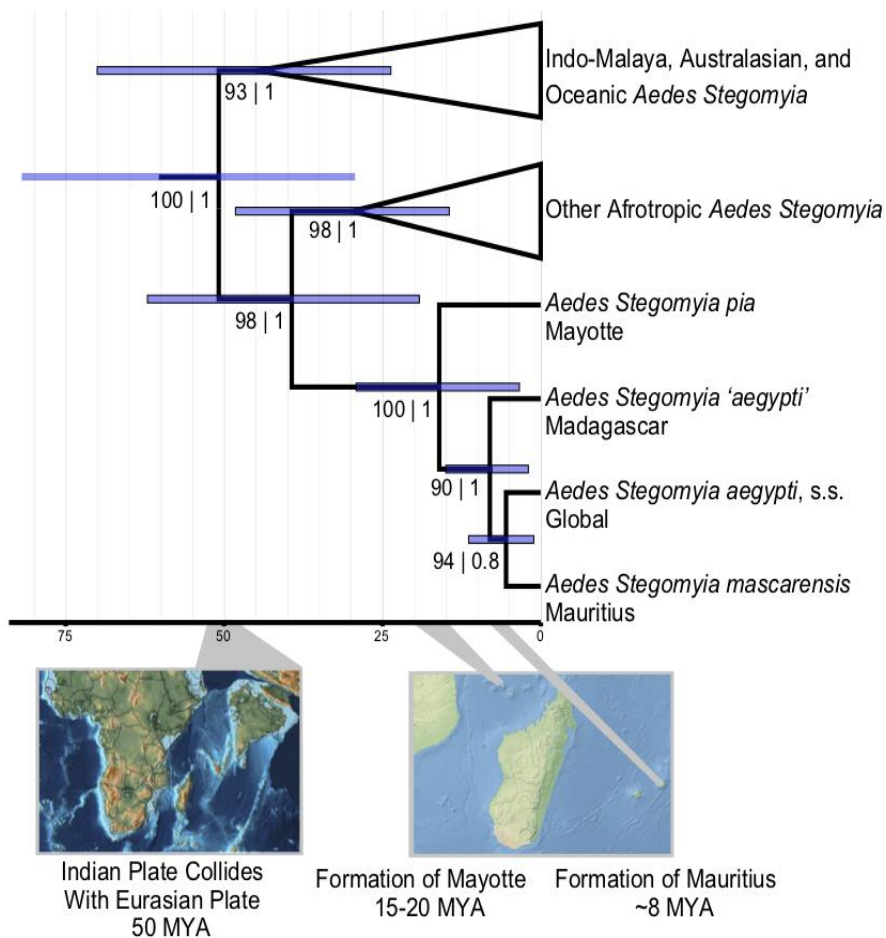 Indo-Malaya, Australasian, and
Oceanic Aedes Stegomyia
93 | 1
100 | 1
Other Afrotropic Aedes Stegomyia
98 | 1
98 | 1
Aedes Stegomyia pia
Mayotte
100 | 1
Aedes Stegomyia ‘aegypti’
Madagascar
90 | 1
Aedes Stegomyia aegypti, s.s.
Global
94 | 0.8
Aedes Stegomyia mascarensis
Mauritius
75 50 25 0
Indian Plate Collides
With Eurasian Plate
50 MYA
Formation of Mayotte
15-20 MYA
Formation of Mauritius
~8 MYA